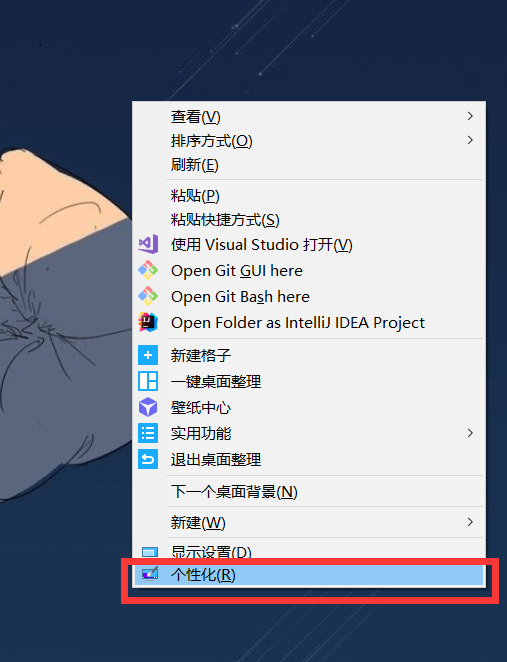 查看(V)
排序方式(O)
刷新(E)
粘贴(P)
粘贴快捷方式(S)
使用 Visual Studio 打开(V)
Open Git GUI here
Open Git Bash here
Open Folder as IntelliJ IDEA Project
新建格子
一键桌面整理
壁纸中心
实用功能
退出桌面整理
下一个桌面背景(N)
新建(W)
显示设置(D)
个性化(R)